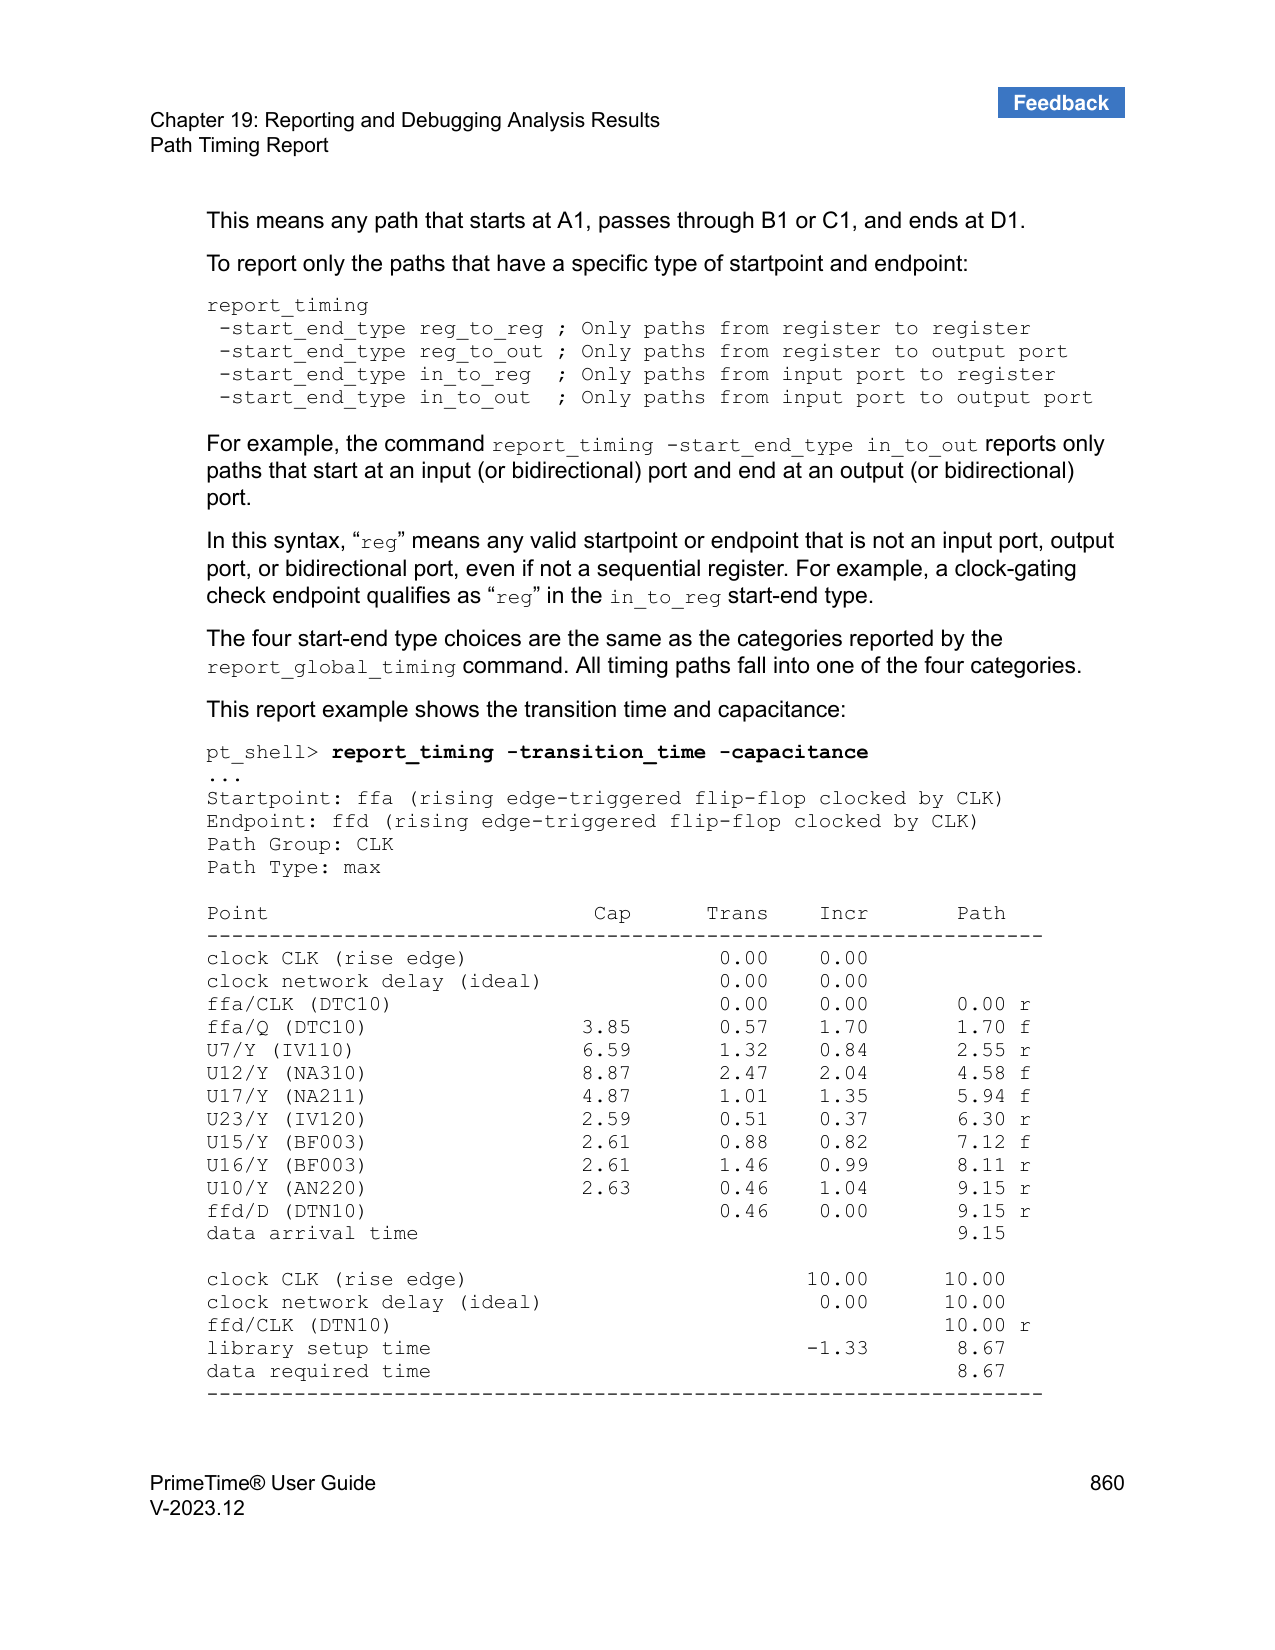 Feedback
Chapter 19: Reporting and Debugging Analysis Results
Path Timing Report
This means any path that starts at A1, passes through B1 or C1, and ends at D1.
To report only the paths that have a specific type of startpoint and endpoint:
report_timing
 -start_end_type reg_to_reg ; Only paths from register to register
 -start_end_type reg_to_out ; Only paths from register to output port
 -start_end_type in_to_reg  ; Only paths from input port to register
 -start_end_type in_to_out  ; Only paths from input port to output port
For example, the command report_timing -start_end_type in_to_out reports only
paths that start at an input (or bidirectional) port and end at an output (or bidirectional)
port.
In this syntax, “reg” means any valid startpoint or endpoint that is not an input port, output
port, or bidirectional port, even if not a sequential register. For example, a clock-gating
check endpoint qualifies as “reg” in the in_to_reg start-end type.
The four start-end type choices are the same as the categories reported by the
report_global_timing command. All timing paths fall into one of the four categories.
This report example shows the transition time and capacitance:
pt_shell> report_timing -transition_time -capacitance
...
Startpoint: ffa (rising edge-triggered flip-flop clocked by CLK)
Endpoint: ffd (rising edge-triggered flip-flop clocked by CLK)
Path Group: CLK
Path Type: max
Point                          Cap      Trans    Incr       Path
-------------------------------------------------------------------
clock CLK (rise edge)                    0.00    0.00
clock network delay (ideal)              0.00    0.00
ffa/CLK (DTC10)                          0.00    0.00       0.00 r
ffa/Q (DTC10)                 3.85       0.57    1.70       1.70 f
U7/Y (IV110)                  6.59       1.32    0.84       2.55 r
U12/Y (NA310)                 8.87       2.47    2.04       4.58 f
U17/Y (NA211)                 4.87       1.01    1.35       5.94 f
U23/Y (IV120)                 2.59       0.51    0.37       6.30 r
U15/Y (BF003)                 2.61       0.88    0.82       7.12 f
U16/Y (BF003)                 2.61       1.46    0.99       8.11 r
U10/Y (AN220)                 2.63       0.46    1.04       9.15 r
ffd/D (DTN10)                            0.46    0.00       9.15 r
data arrival time                                           9.15
clock CLK (rise edge)                           10.00      10.00
clock network delay (ideal)                      0.00      10.00
ffd/CLK (DTN10)                                            10.00 r
library setup time                              -1.33       8.67
data required time                                          8.67
-------------------------------------------------------------------
PrimeTime® User Guide 860
V-2023.12